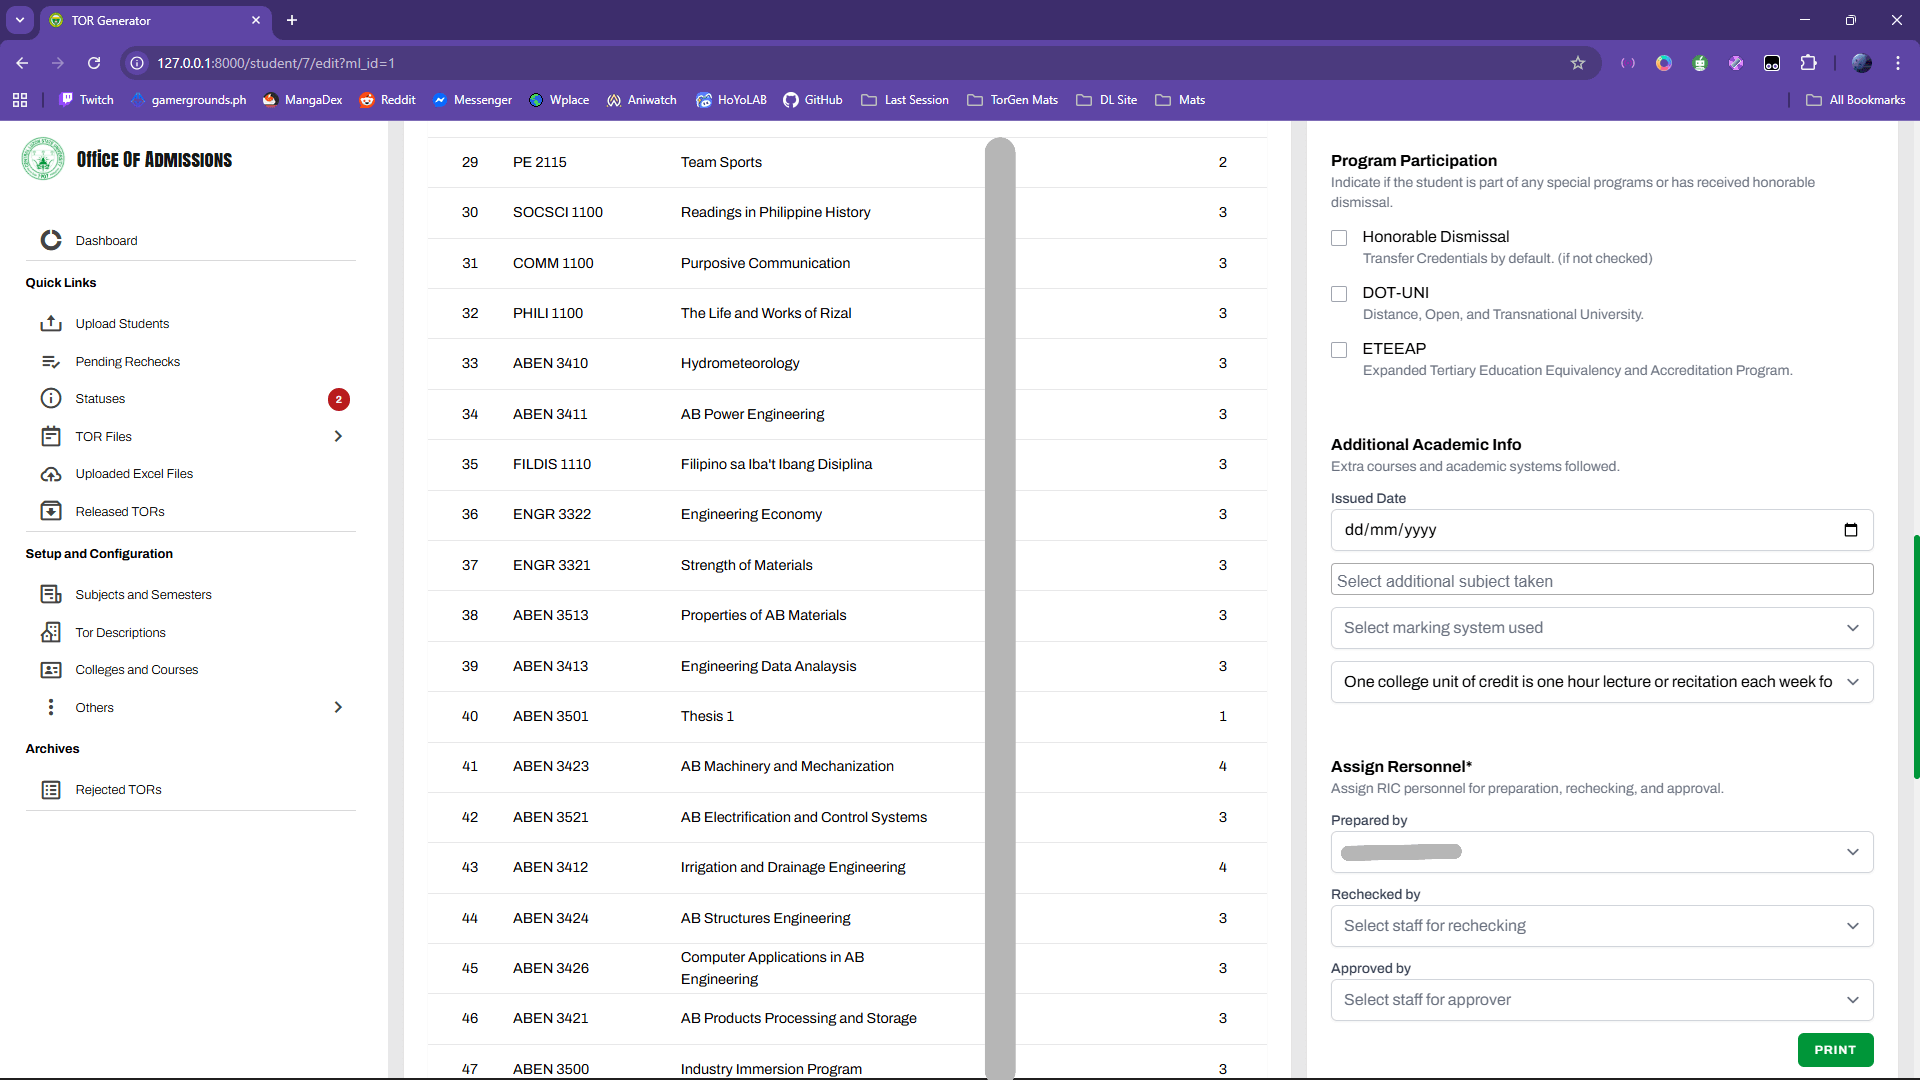 TOR Generator
127.0.0.1:8000/student/7/edit?ml_id=1
Twitch
gamergrounds.ph
MangaDex
Reddit
Messenger
Wplace
Aniwatch
HoYoLAB
GitHub
Last Session
TorGen Mats
DL Site
Mats
All Bookmarks
Office Of Admissions
Dashboard
Quick Links
Upload Students
Pending Rechecks
Statuses 2
TOR Files
Uploaded Excel Files
Released TORs
Setup and Configuration
Subjects and Semesters
Tor Descriptions
Colleges and Courses
Others
Archives
Rejected TORs
29 PE 2115 Team Sports 2
30 SOCSCI 1100 Readings in Philippine History 3
31 COMM 1100 Purposive Communication 3
32 PHILI 1100 The Life and Works of Rizal 3
33 ABEN 3410 Hydrometeorology 3
34 ABEN 3411 AB Power Engineering 3
35 FILDIS 1110 Filipino sa Iba't Ibang Disiplina 3
36 ENGR 3322 Engineering Economy 3
37 ENGR 3321 Strength of Materials 3
38 ABEN 3513 Properties of AB Materials 3
39 ABEN 3413 Engineering Data Analaysis 3
40 ABEN 3501 Thesis 1 1
41 ABEN 3423 AB Machinery and Mechanization 4
42 ABEN 3521 AB Electrification and Control Systems 3
43 ABEN 3412 Irrigation and Drainage Engineering 4
44 ABEN 3424 AB Structures Engineering 3
45 ABEN 3426 Computer Applications in AB Engineering 3
46 ABEN 3421 AB Products Processing and Storage 3
47 ABEN 3500 Industry Immersion Program 3
Program Participation
Indicate if the student is part of any special programs or has received honorable
dismissal.
Honorable Dismissal
Transfer Credentials by default. (if not checked)
DOT-UNI
Distance, Open, and Transnational University.
ETEEAP
Expanded Tertiary Education Equivalency and Accreditation Program.
Additional Academic Info
Extra courses and academic systems followed.
Issued Date
dd/mm/yyyy
Select additional subject taken
Select marking system used
One college unit of credit is one hour lecture or recitation each week fo
Assign Rersonnel*
Assign RIC personnel for preparation, rechecking, and approval.
Prepared by
Rechecked by
Select staff for rechecking
Approved by
Select staff for approver
PRINT